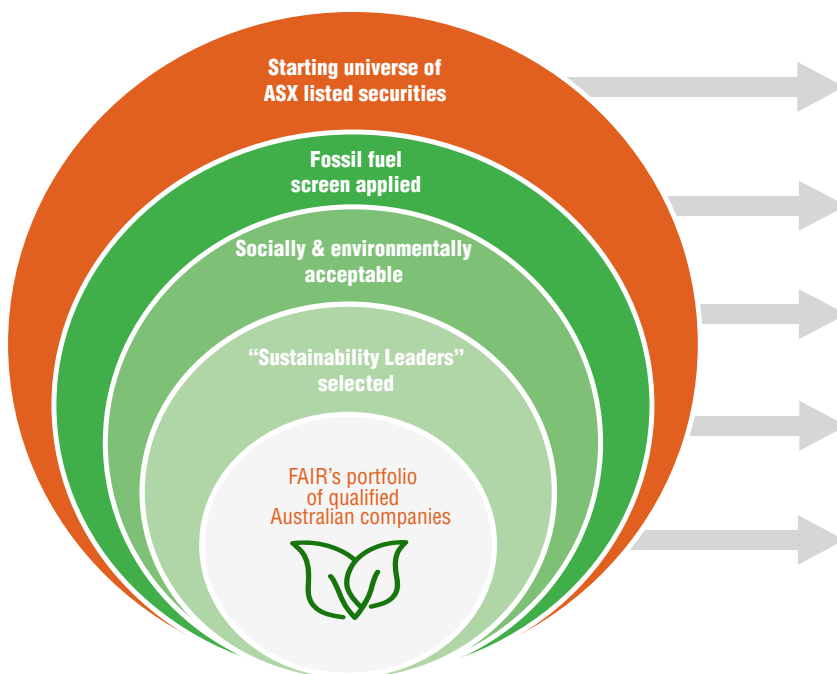 Starting universe of
ASX listed securities
Fossil fuel
screen applied
Socially & environmentally
acceptable
“Sustainability Leaders”
selected
FAIR’s portfolio
of qualified
Australian companies